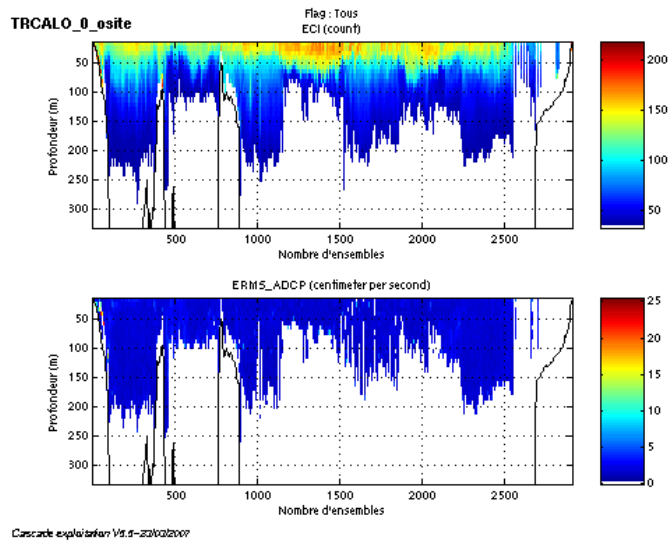 TRCALO_0_osite
Flag : Tous
ECI (count)
50
100
150
200
250
300
Profondeur (m)
500 1000 1500 2000 2500
Nombre d'ensembles
200
150
100
50
ERMS_ADCP (centimeter per second)
50
100
150
200
250
300
Profondeur (m)
500 1000 1500 2000 2500
Nombre d'ensembles
25
20
15
10
5
0
Cascade exploitation V5.5-23/03/2007